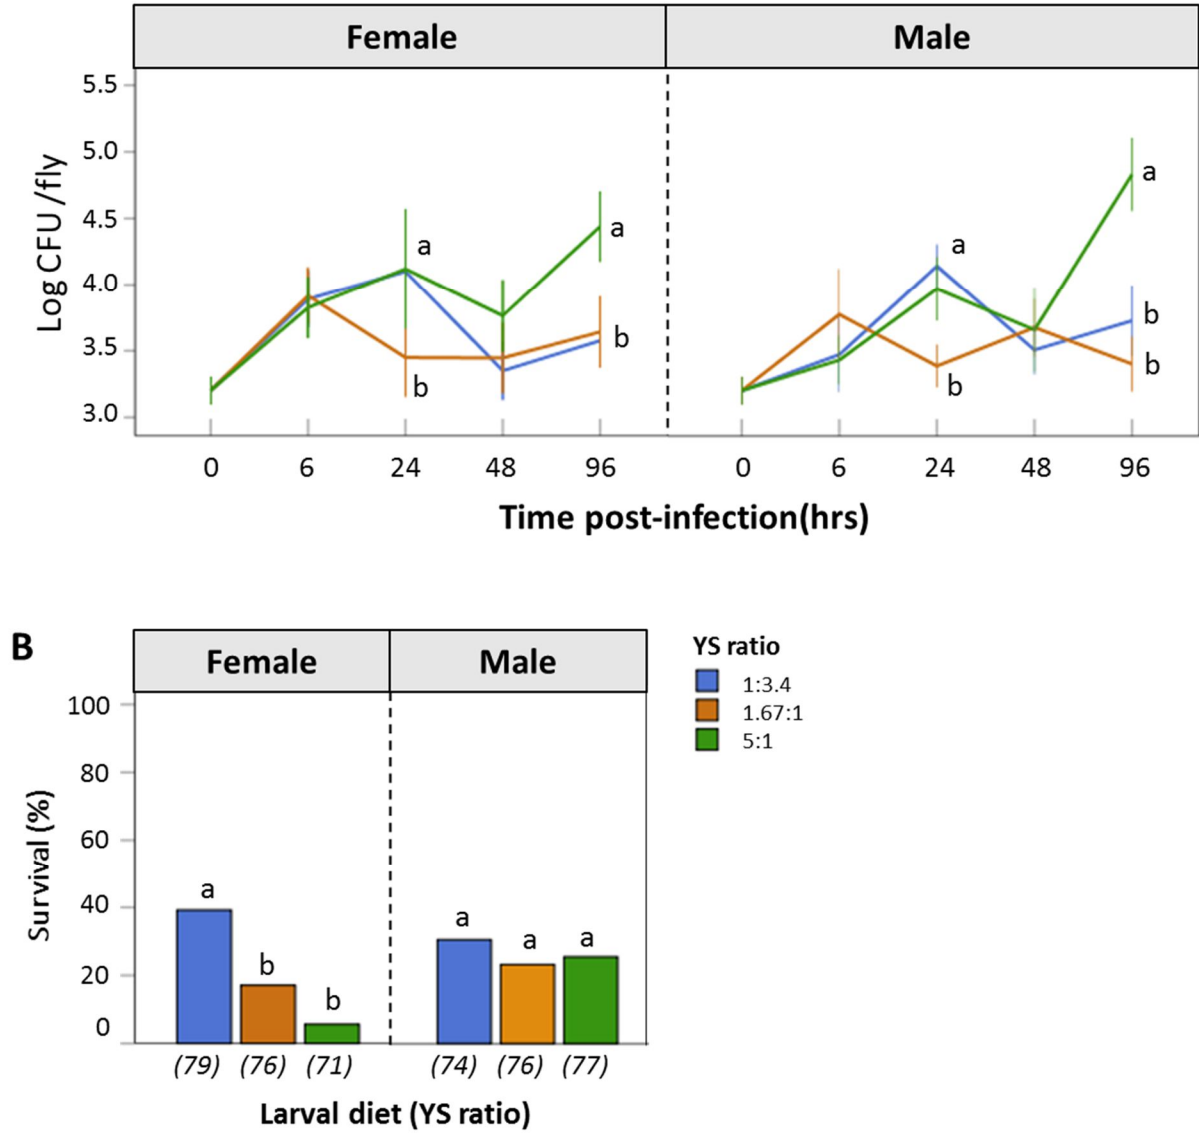 Female Male
5.5
5.0
4.5
4.0
3.5
3.0
Log CFU /fly
a
b
a
b
a
b
a
b
b
0 6 24 48 96 0 6 24 48 96
Time post-infection(hrs)
B
Female Male
YS ratio
1:3.4
1.67:1
5:1
100
80
60
40
20
0
Survival (%)
a b b a a a
(79) (76) (71) (74) (76) (77)
Larval diet (YS ratio)